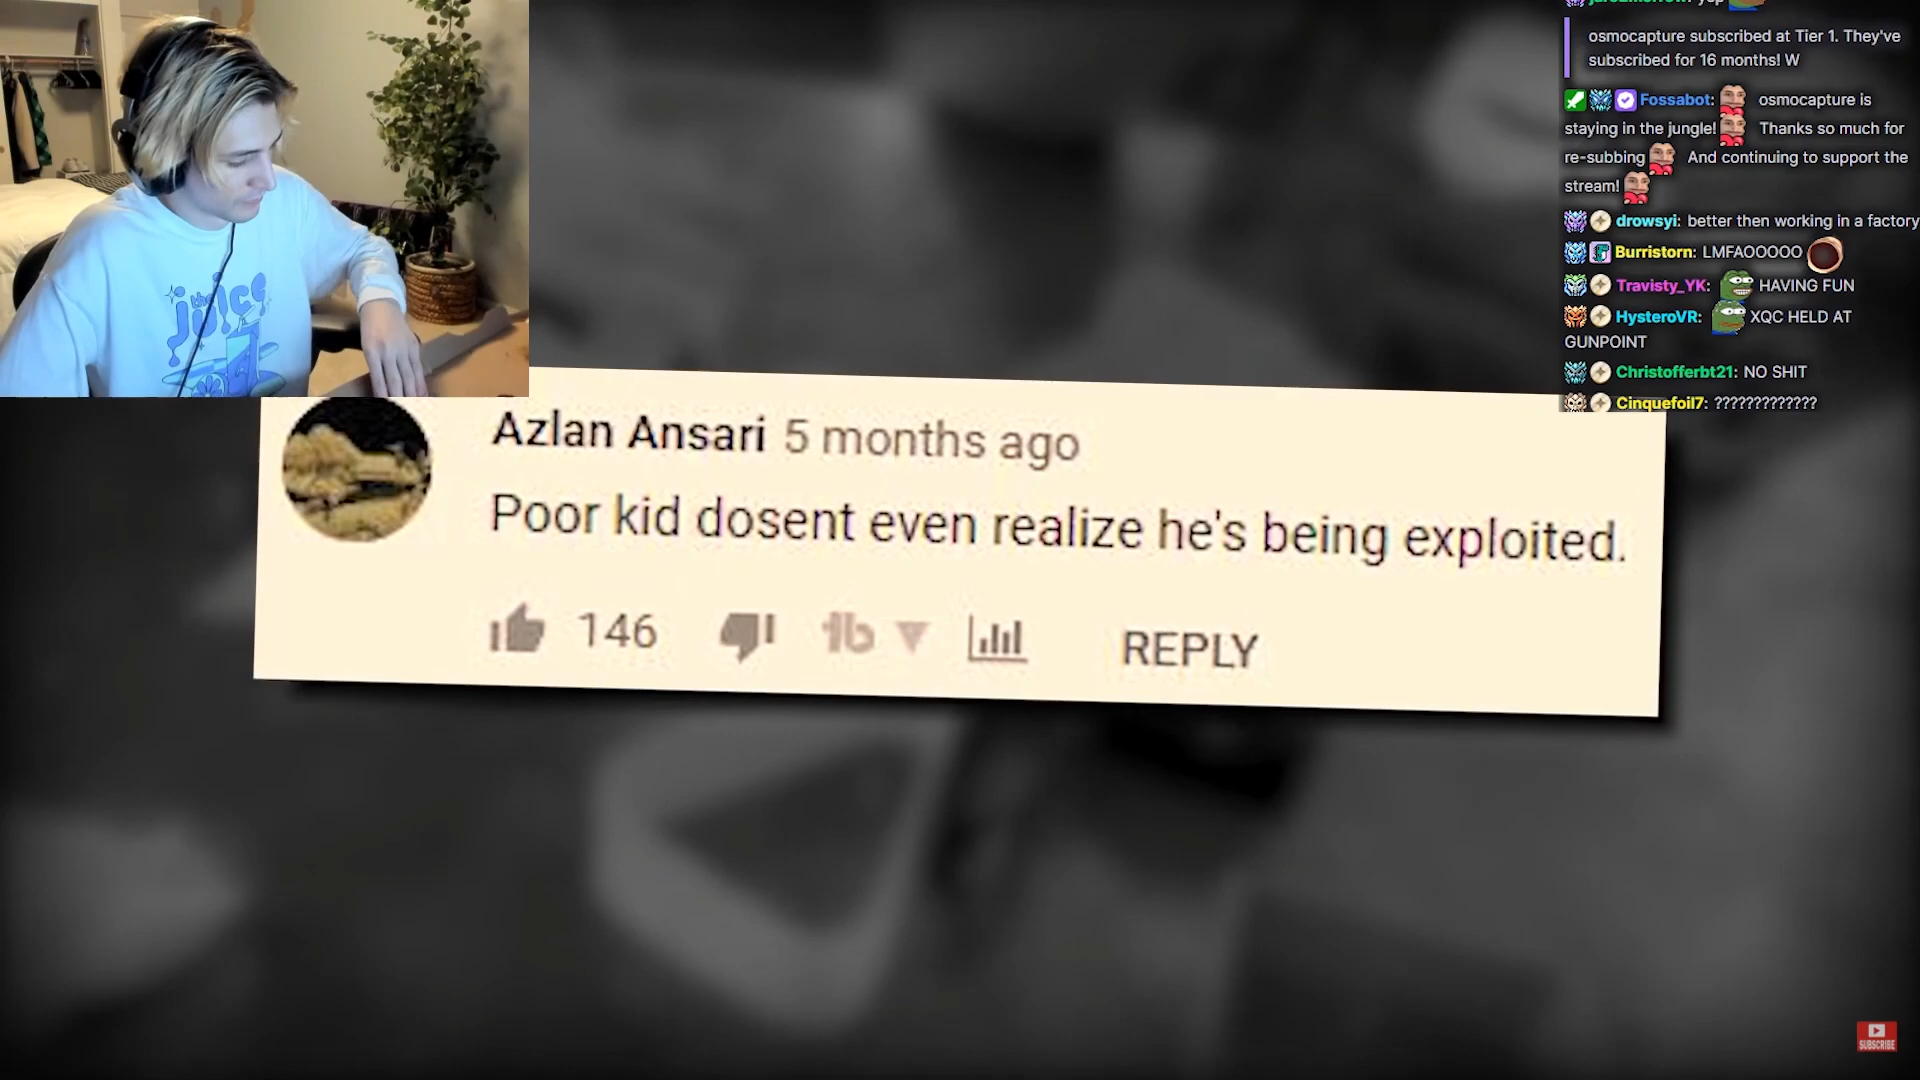 osmocapture subscribed at Tier 1. They've
subscribed for 16 months! W
Fossabot: osmocapture is
staying in the jungle! Thanks so much for
re-subbing And continuing to support the
stream!
drowsyi: better then working in a factory
Burristorn: LMFAOOOOO
Travisty_YK: HAVING FUN
HysteroVR: XQC HELD AT
GUNPOINT
Christofferbt21: NO SHIT
Cinquefoil7: ?????????????
the juice
Azlan Ansari 5 months ago
Poor kid dosent even realize he's being exploited.
146 REPLY
SUBSCRIBE